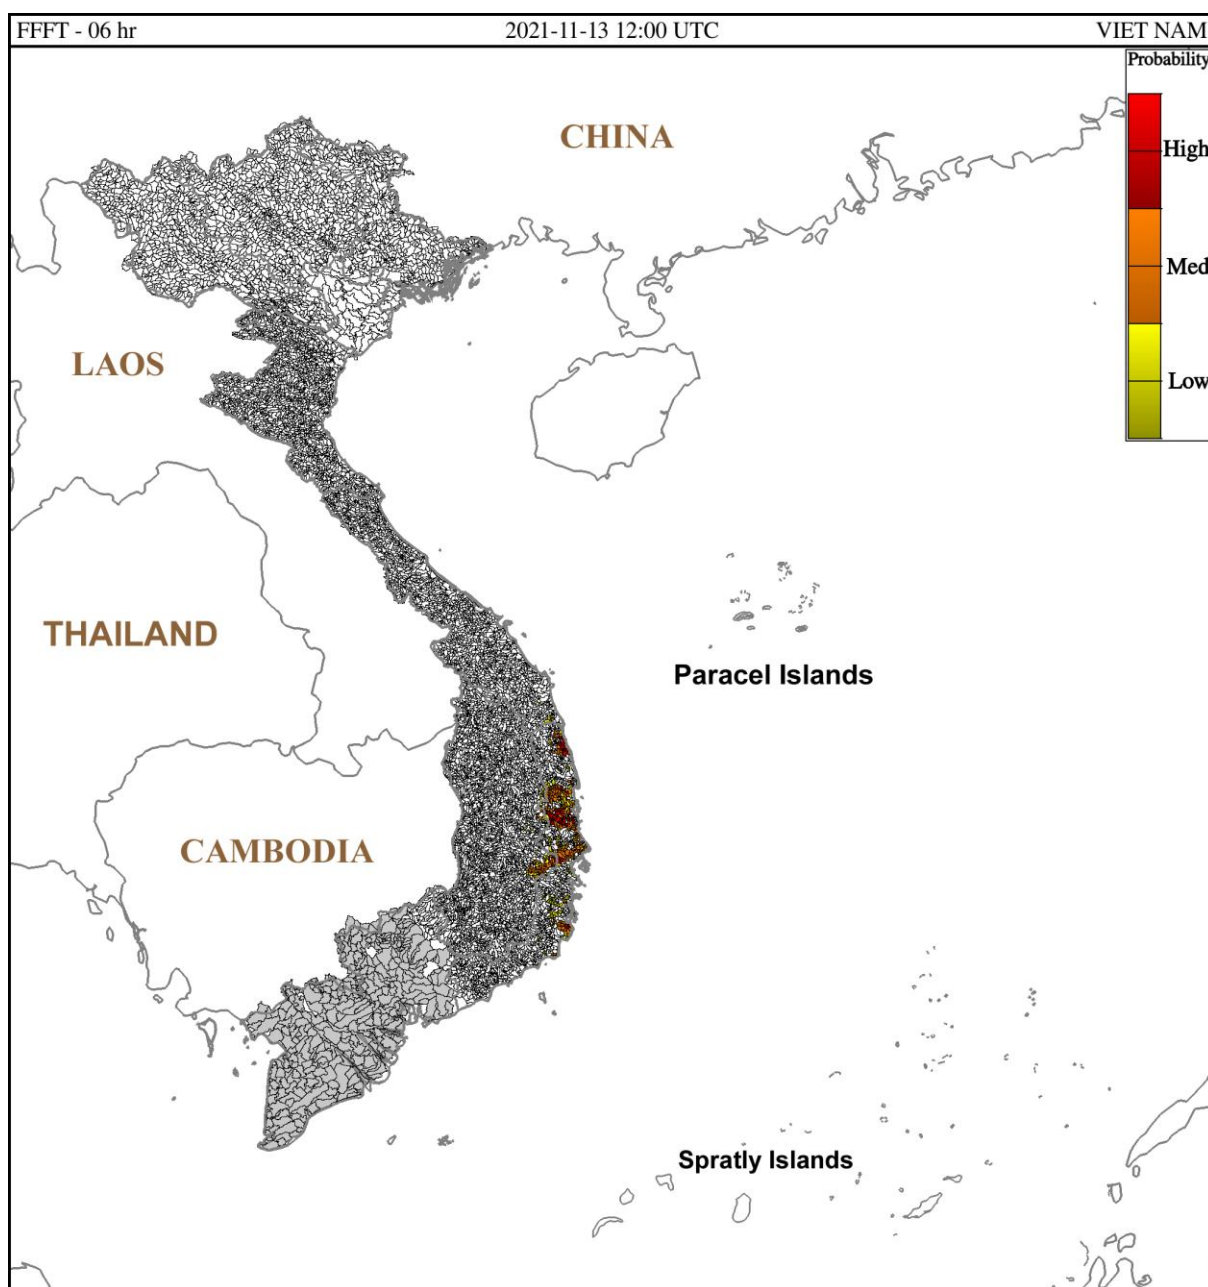 FFFT - 06 hr 2021-11-13 12:00 UTC VIET NAM
Probability
CHINA
High
Med
LAOS
Low
THAILAND
Paracel Islands
CAMBODIA
Spratly Islands